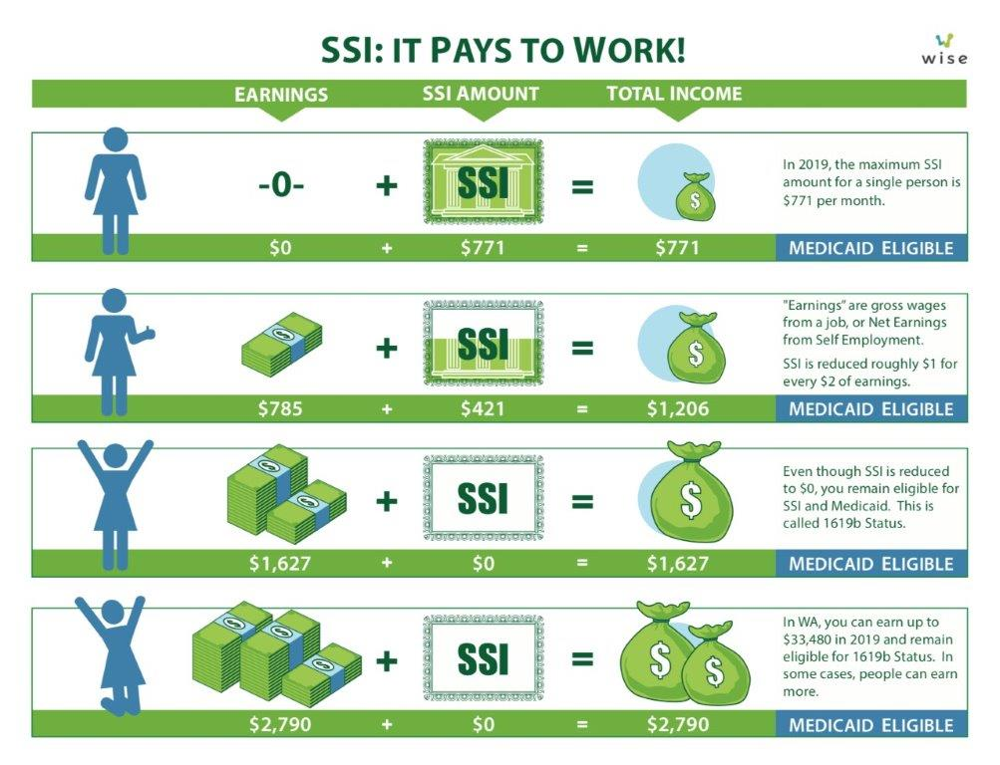 SSI: IT PAYS TO WORK!
wise
EARNINGS
SSI AMOUNT
TOTAL INCOME
-0-
+
SSI
=
$
In 2019, the maximum SSI
amount for a single person is
$771 per month.
$0 + $771 = $771
MEDICAID ELIGIBLE
+
SSI
=
$
"Earnings" are gross wages
from a job, or Net Earnings
from Self Employment.
SSI is reduced roughly $1 for
every $2 of earnings.
$785 + $421 = $1,206
MEDICAID ELIGIBLE
+
SSI
=
$
Even though SSI is reduced
to $0, you remain eligible for
SSI and Medicaid. This is
called 1619b Status.
$1,627 + $0 = $1,627
MEDICAID ELIGIBLE
+
SSI
=
$ $
In WA, you can earn up to
$33,480 in 2019 and remain
eligible for 1619b Status. In
some cases, people can earn
more.
$2,790 + $0 = $2,790
MEDICAID ELIGIBLE